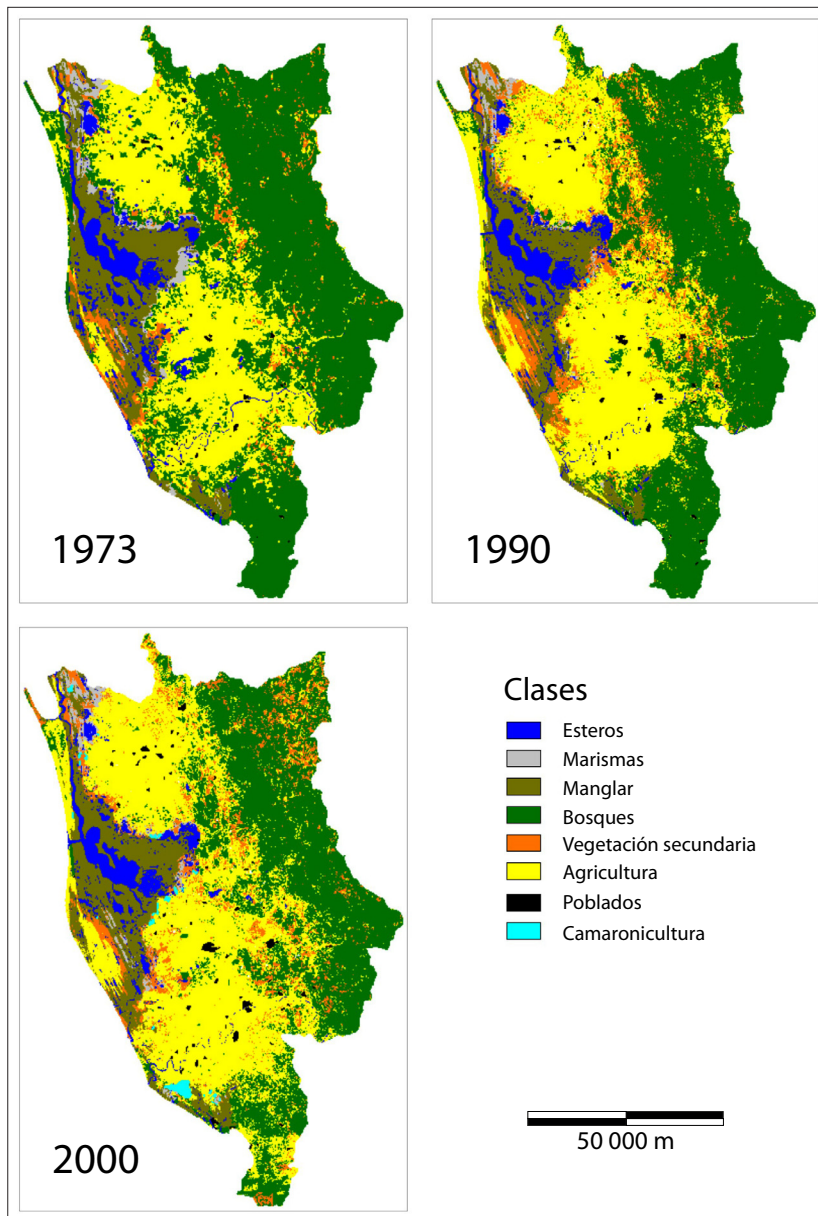 1973
1990
2000
Clases
Esteros
Marismas
Manglar
Bosques
Vegetación secundaria
Agricultura
Poblados
Camaronicultura
50 000 m